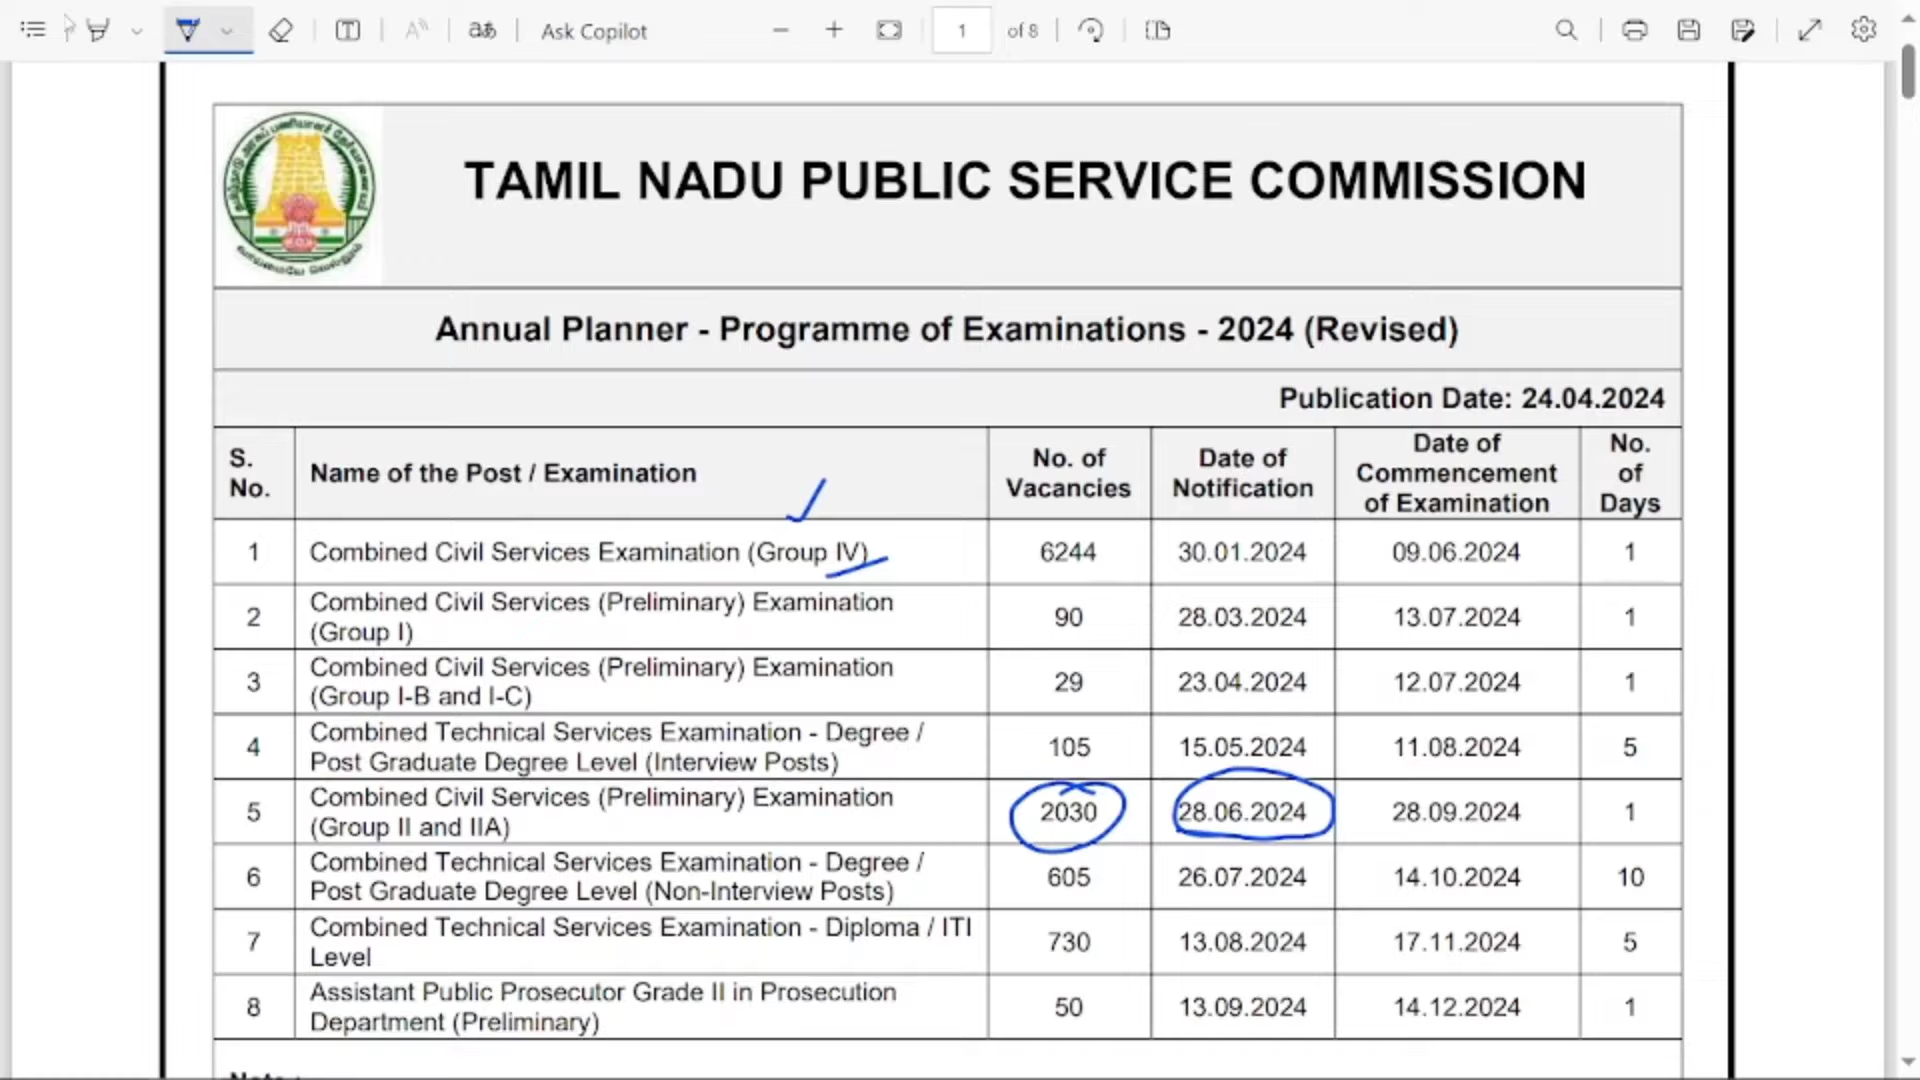 Ask Copilot
1 of 8
TAMIL NADU PUBLIC SERVICE COMMISSION
Annual Planner - Programme of Examinations - 2024 (Revised)
Publication Date: 24.04.2024
S. No. Name of the Post / Examination No. of Vacancies Date of Notification Date of Commencement of Examination No. of Days
1 Combined Civil Services Examination (Group IV) 6244 30.01.2024 09.06.2024 1
2 Combined Civil Services (Preliminary) Examination (Group I) 90 28.03.2024 13.07.2024 1
3 Combined Civil Services (Preliminary) Examination (Group I-B and I-C) 29 23.04.2024 12.07.2024 1
4 Combined Technical Services Examination - Degree / Post Graduate Degree Level (Interview Posts) 105 15.05.2024 11.08.2024 5
5 Combined Civil Services (Preliminary) Examination (Group II and IIA) 2030 28.06.2024 28.09.2024 1
6 Combined Technical Services Examination - Degree / Post Graduate Degree Level (Non-Interview Posts) 605 26.07.2024 14.10.2024 10
7 Combined Technical Services Examination - Diploma / ITI Level 730 13.08.2024 17.11.2024 5
8 Assistant Public Prosecutor Grade II in Prosecution Department (Preliminary) 50 13.09.2024 14.12.2024 1